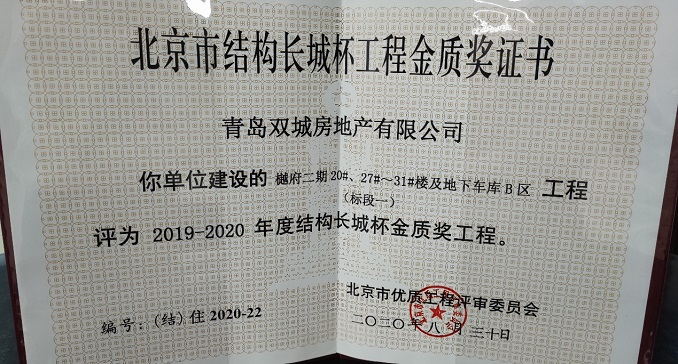 北京市结构长城杯工程金质奖证书
青岛双城房地产有限公司
你单位建设的 樾府二期20#、27#～31#楼及地下车库B区 工程
（标段一）
评为 2019-2020 年度结构长城杯金质奖工程。
北京市优质工程评审委员会
编号：（结）住 2020-22
二〇二〇年八月三十日